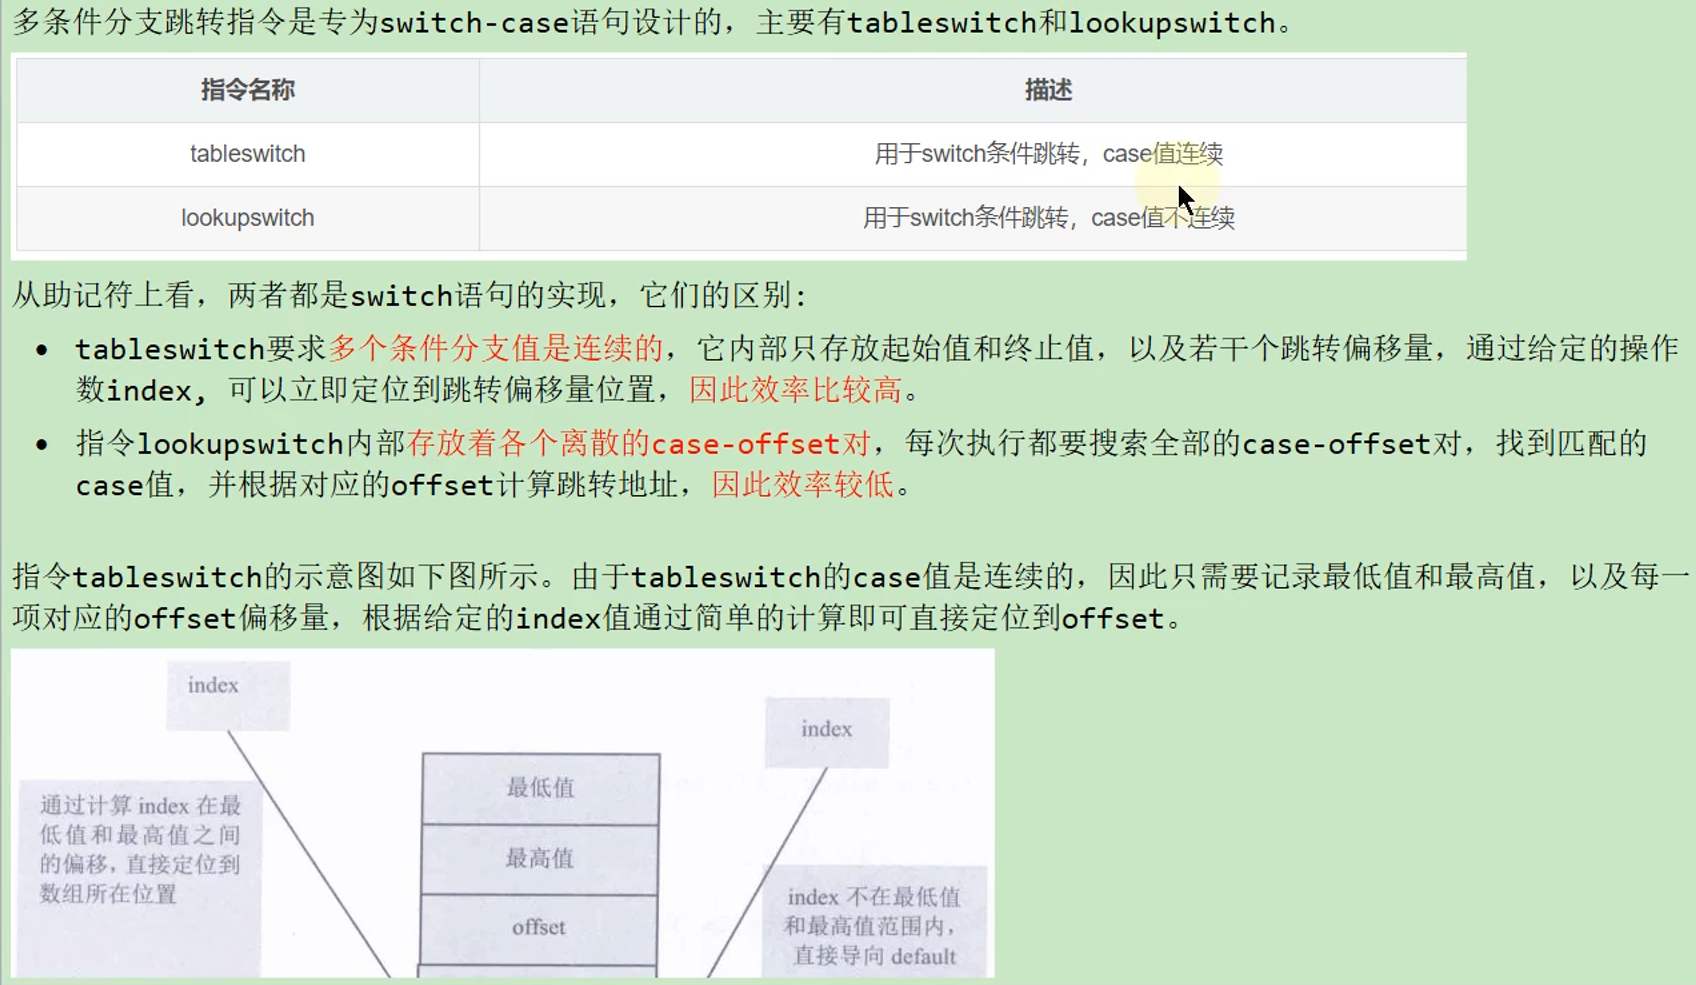 多条件分支跳转指令是专为switch-case语句设计的，主要有tableswitch和lookupswitch。
指令名称 描述
tableswitch 用于switch条件跳转，case值连续
lookupswitch 用于switch条件跳转，case值不连续
从助记符上看，两者都是switch语句的实现，它们的区别:
• tableswitch要求多个条件分支值是连续的，它内部只存放起始值和终止值，以及若干个跳转偏移量，通过给定的操作
数index, 可以立即定位到跳转偏移量位置，因此效率比较高。
• 指令lookupswitch内部存放着各个离散的case-offset对，每次执行都要搜索全部的case-offset对，找到匹配的
case值，并根据对应的offset计算跳转地址，因此效率较低。
指令tableswitch的示意图如下图所示。由于tableswitch的case值是连续的，因此只需要记录最低值和最高值，以及每一
项对应的offset偏移量，根据给定的index值通过简单的计算即可直接定位到offset。
index
通过计算 index 在最
低值和最高值之间
的偏移，直接定位到
数组所在位置
最低值
最高值
offset
index
index 不在最低值
和最高值范围内，
直接导向 default